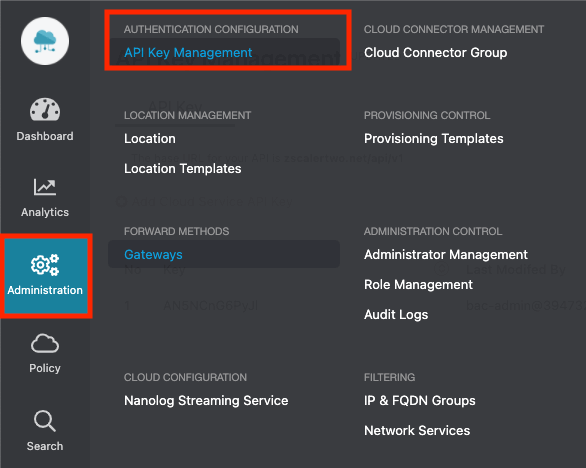 Dashboard
Analytics
Administration
Policy
Search
AUTHENTICATION CONFIGURATION
API Key Management
CLOUD CONNECTOR MANAGEMENT
Cloud Connector Group
LOCATION MANAGEMENT
Location
Location Templates
PROVISIONING CONTROL
Provisioning Templates
FORWARD METHODS
Gateways
ADMINISTRATION CONTROL
Administrator Management
Role Management
Audit Logs
CLOUD CONFIGURATION
Nanolog Streaming Service
FILTERING
IP & FQDN Groups
Network Services